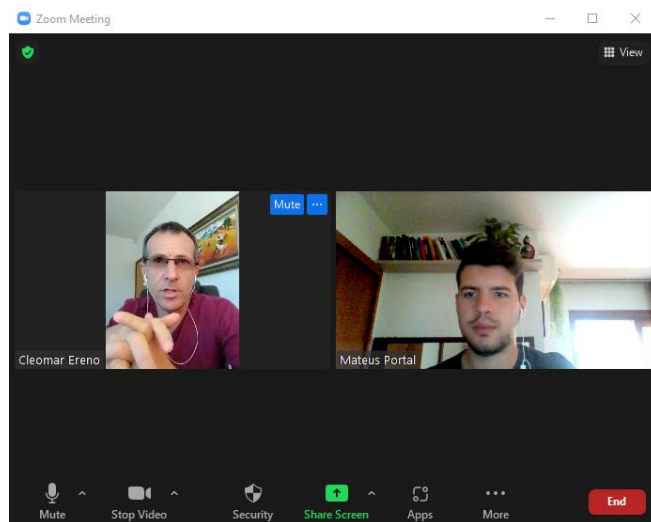 Zoom Meeting
View
Mute
Cleomar Ereno
Mateus Portal
Mute
Stop Video
Security
Share Screen
Apps
More
End